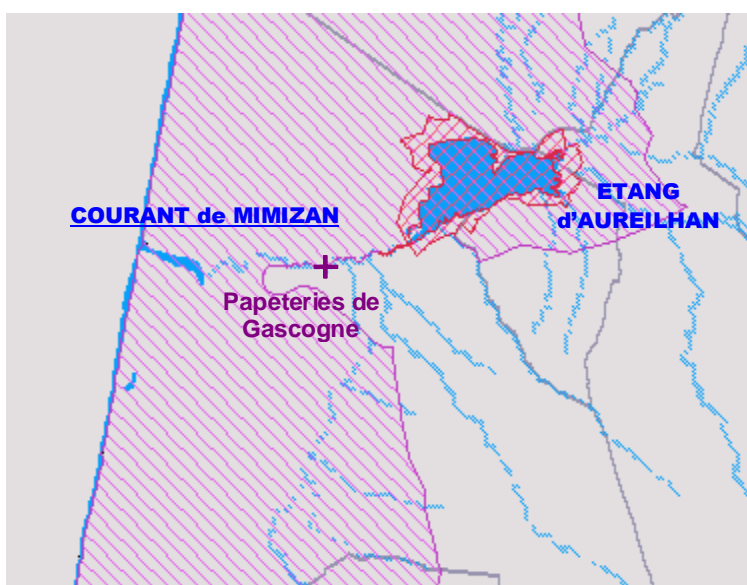 COURANT de MIMIZAN
ETANG
d'AUREILHAN
Papeteries de
Gascogne